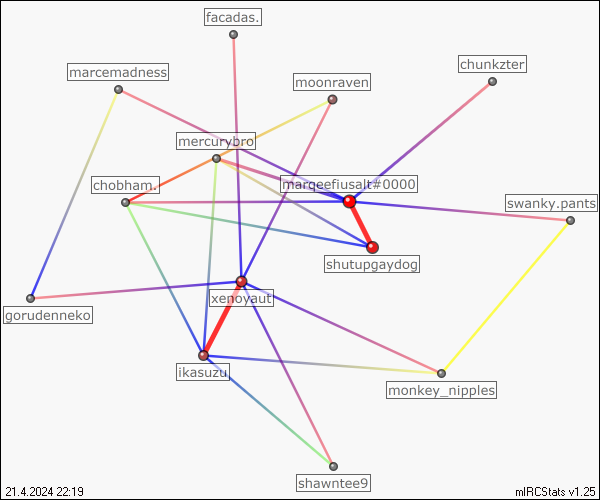 facadas.
chunkzter
marcemadness
moonraven
mercurybro
marqeefiusalt#0000
chobham.
swanky.pants
shutupgaydog
xenoyaut
gorudenneko
ikasuzu
monkey_nipples
shawntee9
21.4.2024 22:19
mIRCStats v1.25